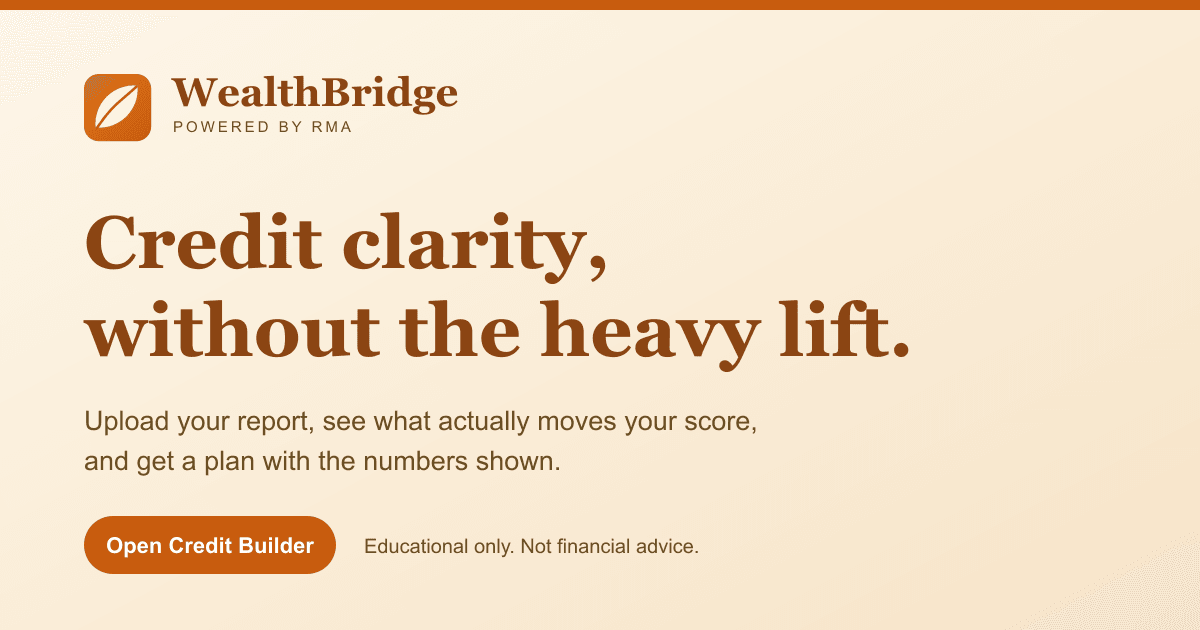 WealthBridge
POWERED BY RMA
Credit clarity,
without the heavy lift.
Upload your report, see what actually moves your score,
and get a plan with the numbers shown.
Open Credit Builder
Educational only. Not financial advice.